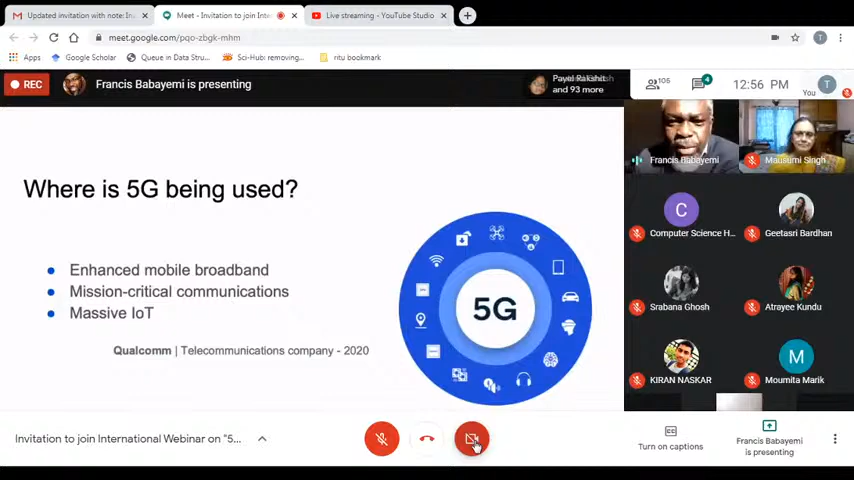 Updated invitation with note: In
Meet - Invitation to join Inte
Live streaming - YouTube Studio
meet.google.com/pqo-zbgk-mhm
T
Apps
Google Scholar
Queue in Data Stru...
Sci-Hub: removing...
ritu bookmark
REC
Francis Babayemi is presenting
and 93 more
105
4
12:56 PM
You
T
Francis Babayemi
Mausumi Singh
Where is 5G being used?
Enhanced mobile broadband
Mission-critical communications
Massive IoT
Qualcomm | Telecommunications company - 2020
5G
C
Computer Science H...
Geetasri Bardhan
Srabana Ghosh
Atrayee Kundu
M
KIRAN NASKAR
Moumita Marik
Invitation to join International Webinar on "5...
CC
Turn on captions
Francis Babayemi
is presenting